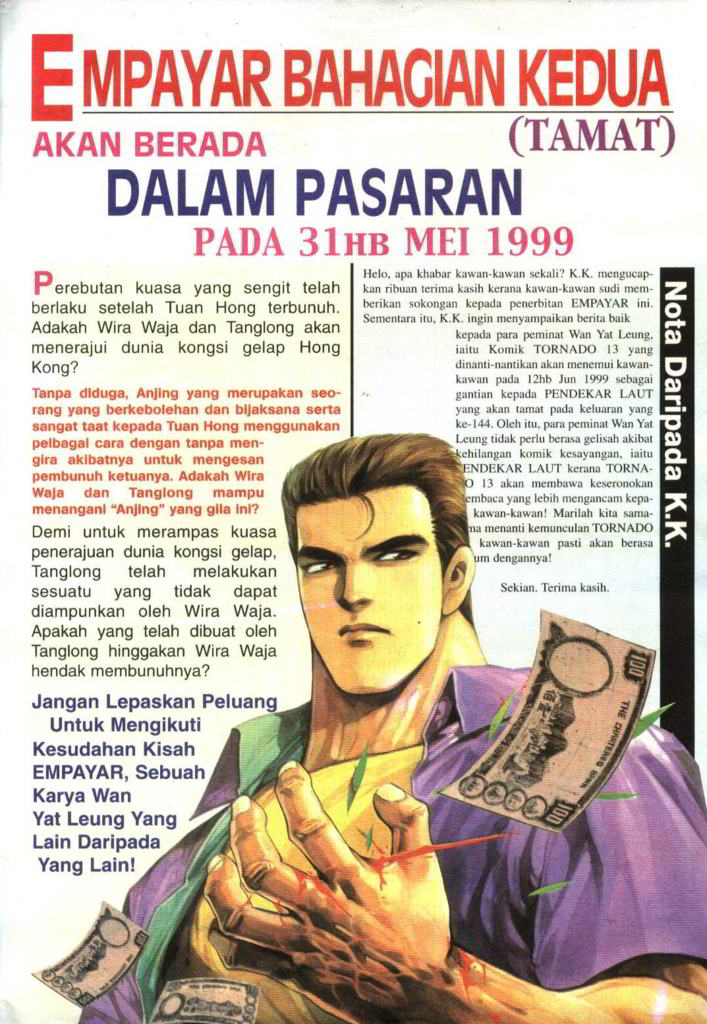 EMPAYAR BAHAGIAN KEDUA
(TAMAT)
AKAN BERADA
DALAM PASARAN
PADA 31HB MEI 1999
Perebutan kuasa yang sengit telah
berlaku setelah Tuan Hong terbunuh.
Adakah Wira Waja dan Tanglong akan
menerajui dunia kongsi gelap Hong
Kong?
Tanpa diduga, Anjing yang merupakan seo-
rang yang berkebolehan dan bijaksana serta
sangat taat kepada Tuan Hong menggunakan
pelbagai cara dengan tanpa men-
gira akibatnya untuk mengesan
pembunuh ketuanya. Adakah Wira
Waja dan Tanglong mampu
menangani "Anjing" yang gila ini?
Demi untuk merampas kuasa
penerajuan dunia kongsi gelap,
Tanglong telah melakukan
sesuatu yang tidak dapat
diampunkan oleh Wira Waja.
Apakah yang telah dibuat oleh
Tanglong hinggakan Wira Waja
hendak membunuhnya?
Jangan Lepaskan Peluang
Untuk Mengikuti
Kesudahan Kisah
EMPAYAR, Sebuah
Karya Wan
Yat Leung Yang
Lain Daripada
Yang Lain!
Helo, apa khabar kawan-kawan sekali? K.K. mengucap-
kan ribuan terima kasih kerana kawan-kawan sudi mem-
berikan sokongan kepada penerbitan EMPAYAR ini.
Sementara itu, K.K. ingin menyampaikan berita baik
kepada para peminat Wan Yat Leung,
iaitu Komik TORNADO 13 yang
dinanti-nantikan akan menemui kawan-
kawan pada 12hb Jun 1999 sebagai
gantian kepada PENDEKAR LAUT
yang akan tamat pada keluaran yang
ke-144. Oleh itu, para peminat Wan Yat
Leung tidak perlu berasa gelisah akibat
kehilangan komik kesayangan, iaitu
ENDEKAR LAUT kerana TORNA-
O 13 akan membawa keseronokan
embaca yang lebih mengancam kepa-
kawan-kawan! Marilah kita sama-
ma menanti kemunculan TORNADO
kawan-kawan pasti akan berasa
um dengannya!
Sekian. Terima kasih.
Nota Daripada K.K.
100
THE CHARTERED BANK
100